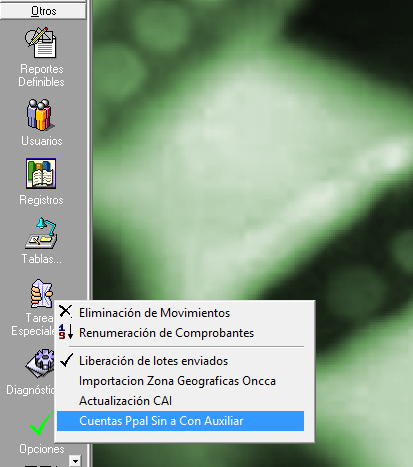 Otros
Reportes
Definibles
Usuarios
Registros
Tablas...
Tarea
Especiale
Eliminación de Movimientos
Renumeración de Comprobantes
Liberación de lotes enviados
Importacion Zona Geograficas Oncca
Actualización CAI
Cuentas Ppal Sin a Con Auxiliar
Diagnóstic
Opciones